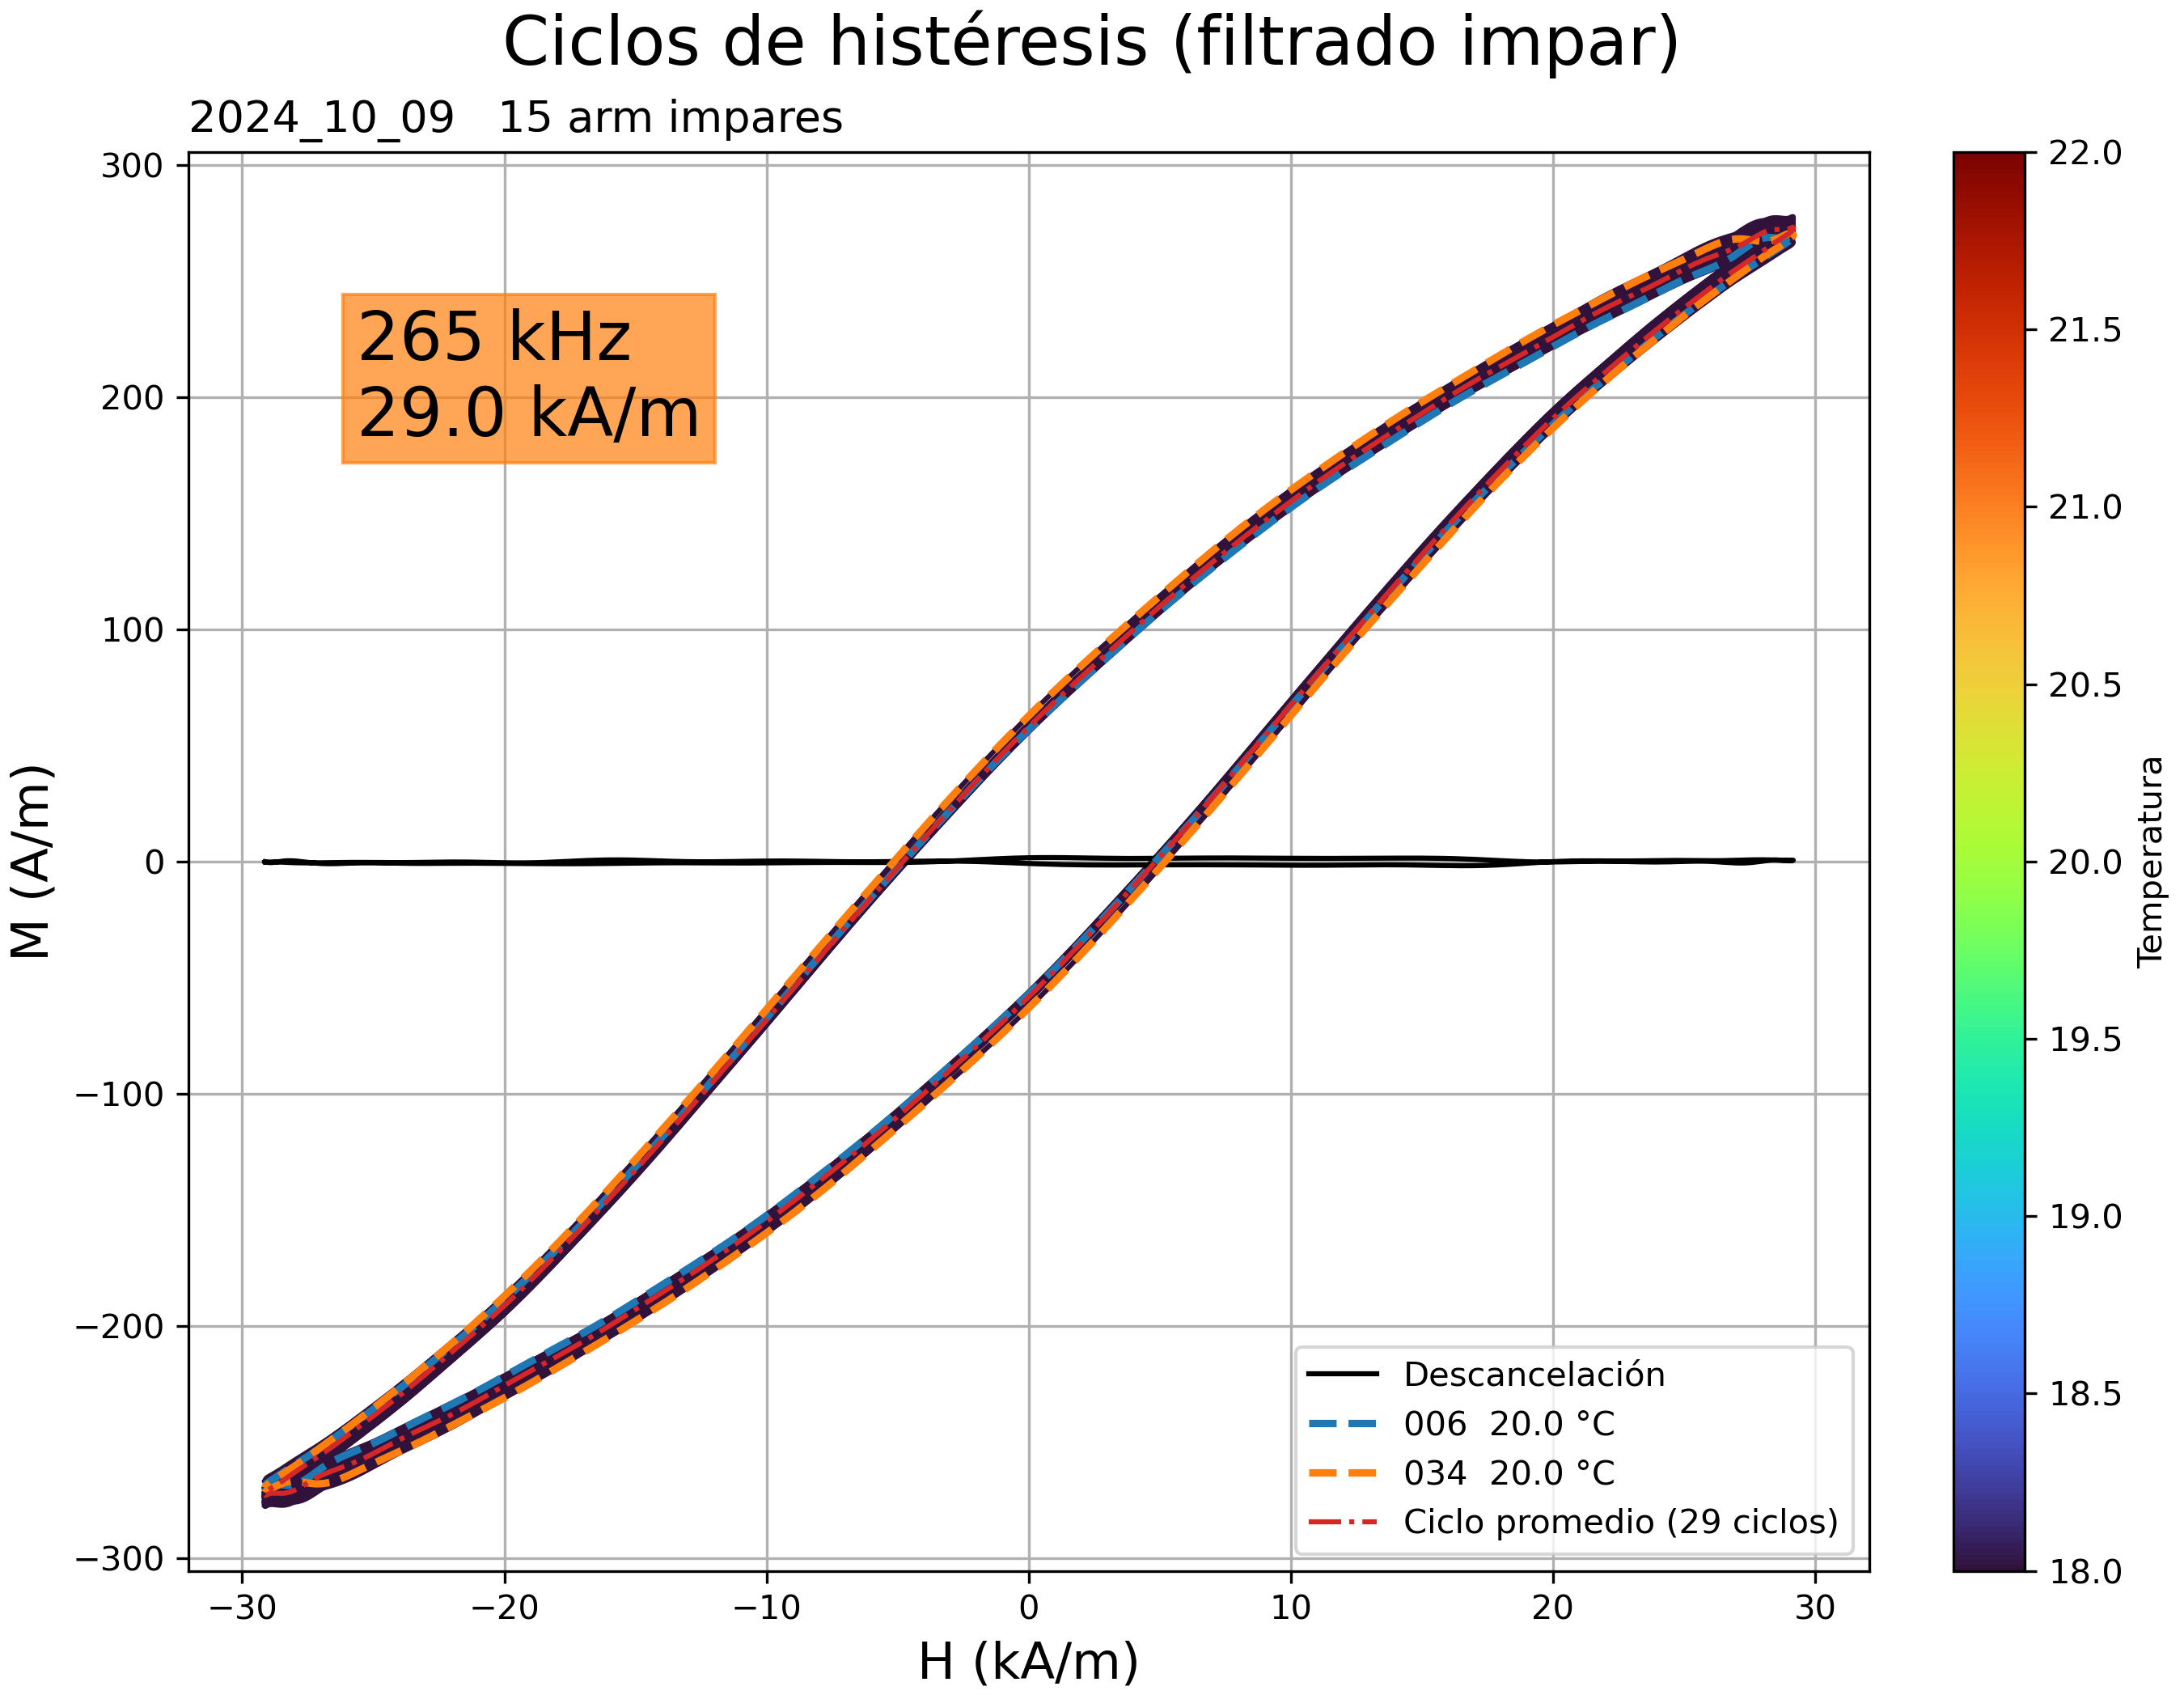 Ciclos de histéresis (filtrado impar)
2024_10_09   15 arm impares
300
200
100
0
−100
−200
−300
M (A/m)
265 kHz
29.0 kA/m
Descancelación
006  20.0 °C
034  20.0 °C
Ciclo promedio (29 ciclos)
−30
−20
−10
0
10
20
30
H (kA/m)
22.0
21.5
21.0
20.5
20.0
19.5
19.0
18.5
18.0
Temperatura